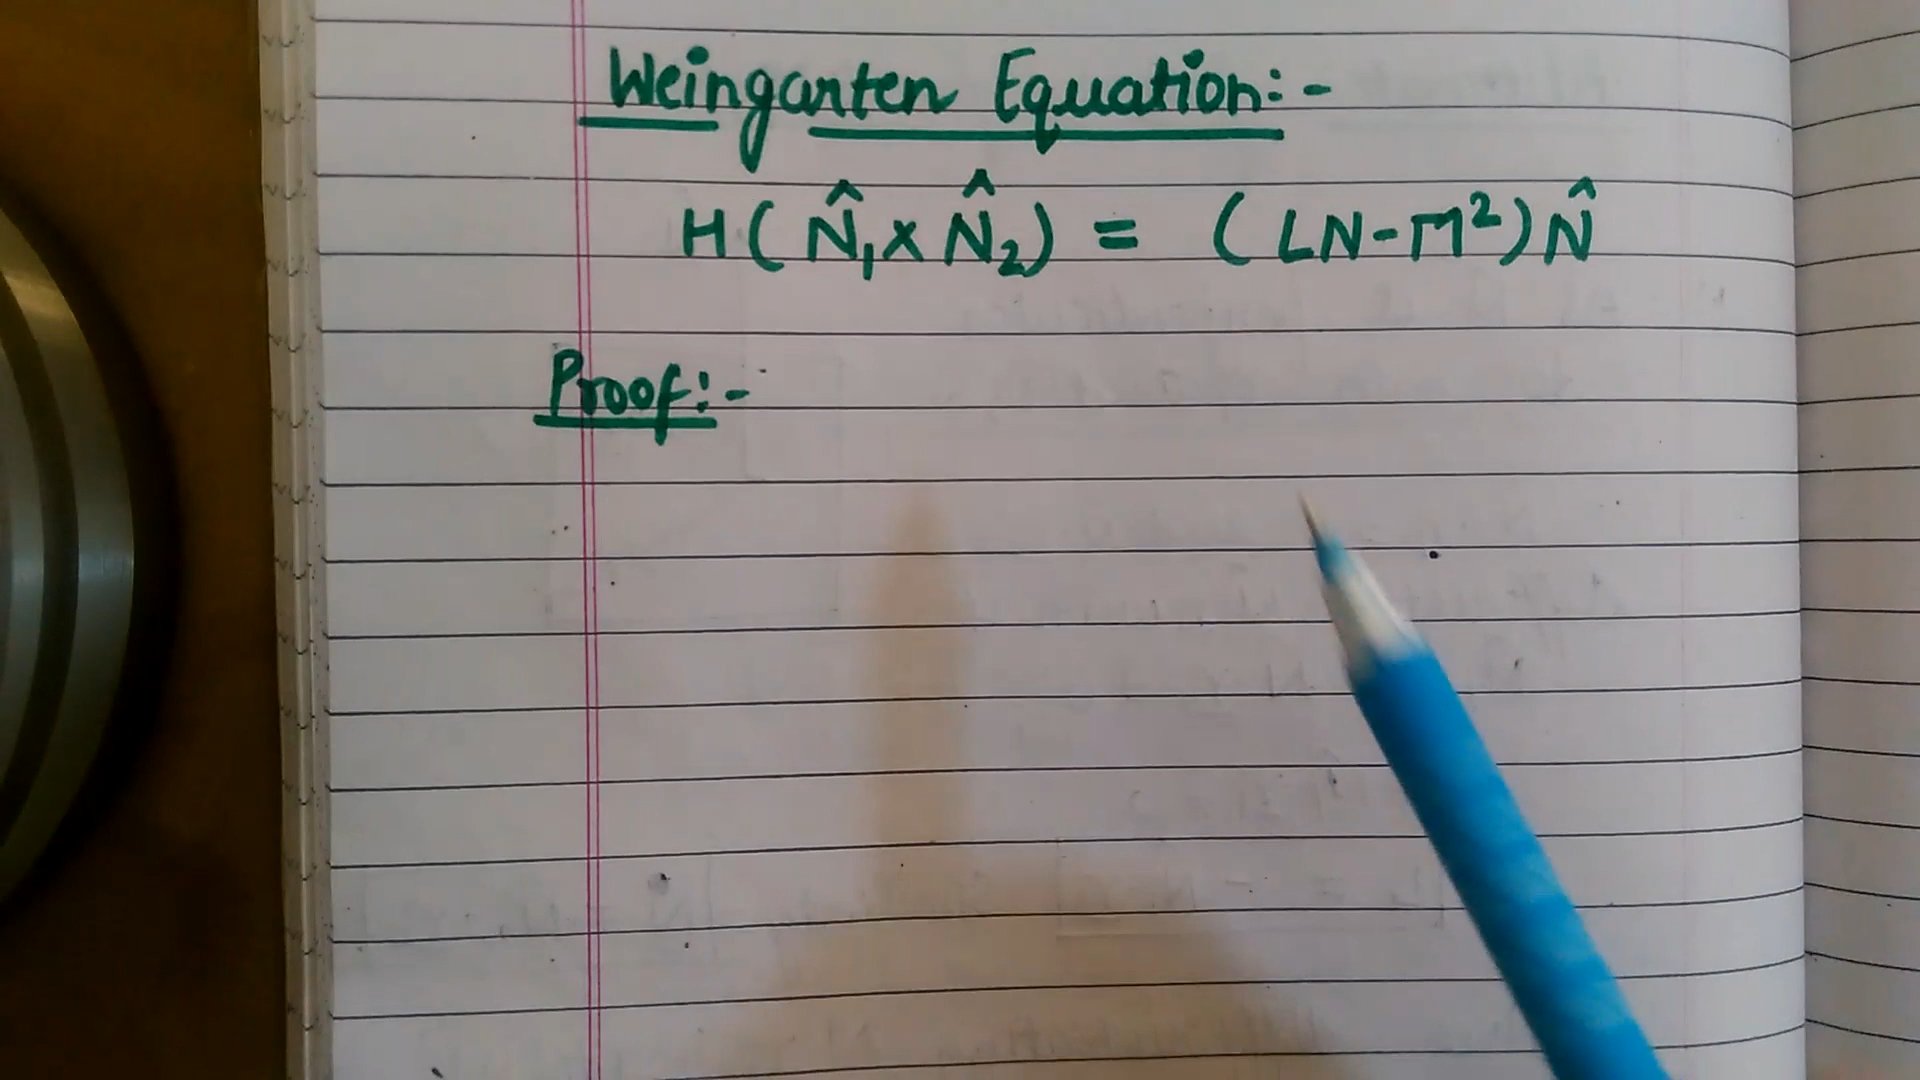 Weingarten Equation:-
H(N̂₁ × N̂₂) = (LN-M²)N̂
Proof:-